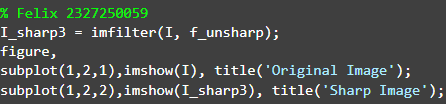 % Felix 2327250059
I_sharp3 = imfilter(I, f_unsharp);
figure,
subplot(1,2,1),imshow(I), title('Original Image');
subplot(1,2,2),imshow(I_sharp3), title('Sharp Image');